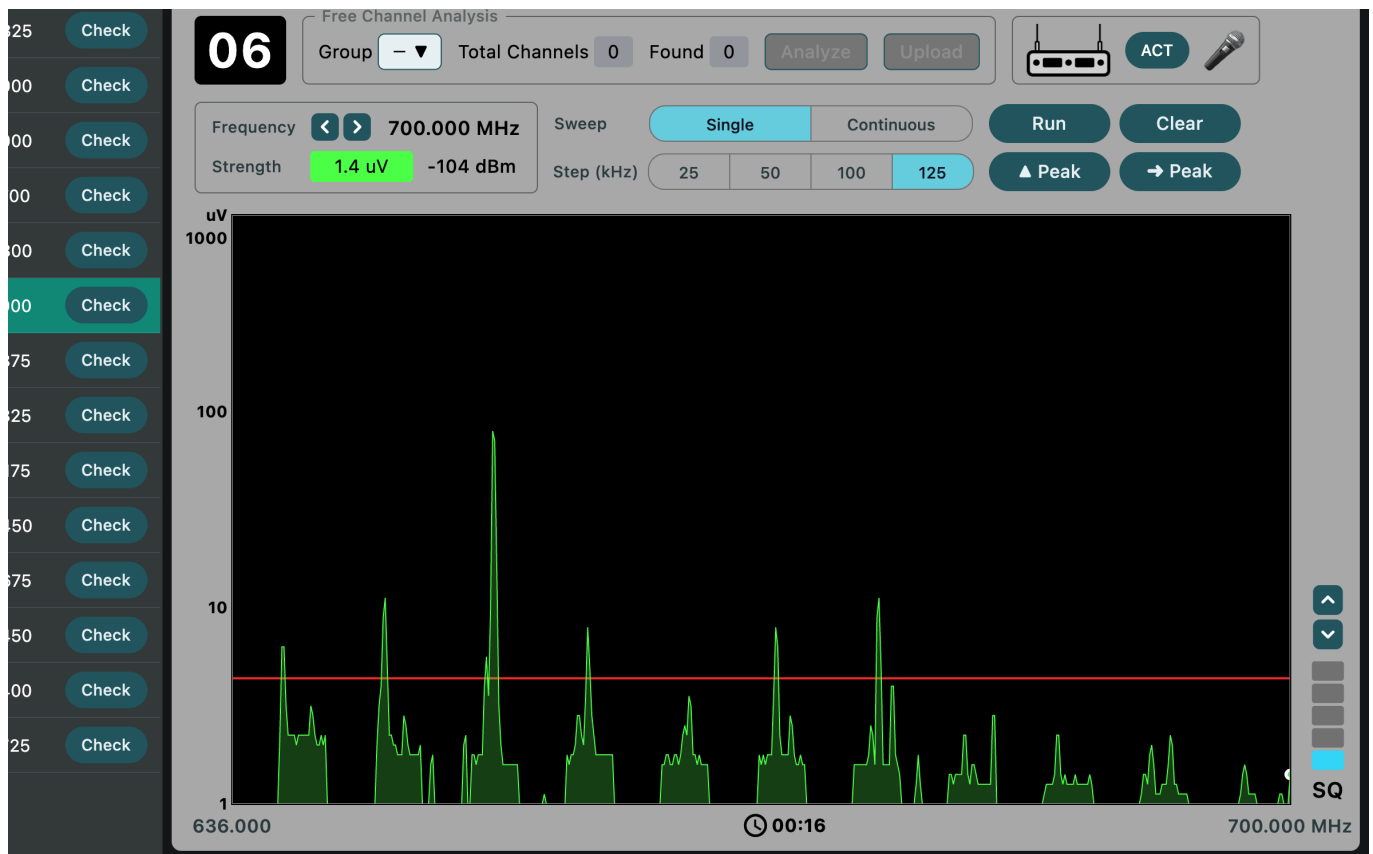 Free Channel Analysis
06
Group – ▼ Total Channels 0 Found 0 Analyze Upload
ACT
Frequency 700.000 MHz
Strength 1.4 uV -104 dBm
Sweep Single Continuous Run Clear
Step (kHz) 25 50 100 125 ▲ Peak ➜ Peak
325 Check
000 Check
000 Check
700 Check
300 Check
000 Check
375 Check
325 Check
175 Check
450 Check
675 Check
450 Check
400 Check
725 Check
uV
1000
100
10
1
SQ
636.000 00:16 700.000 MHz